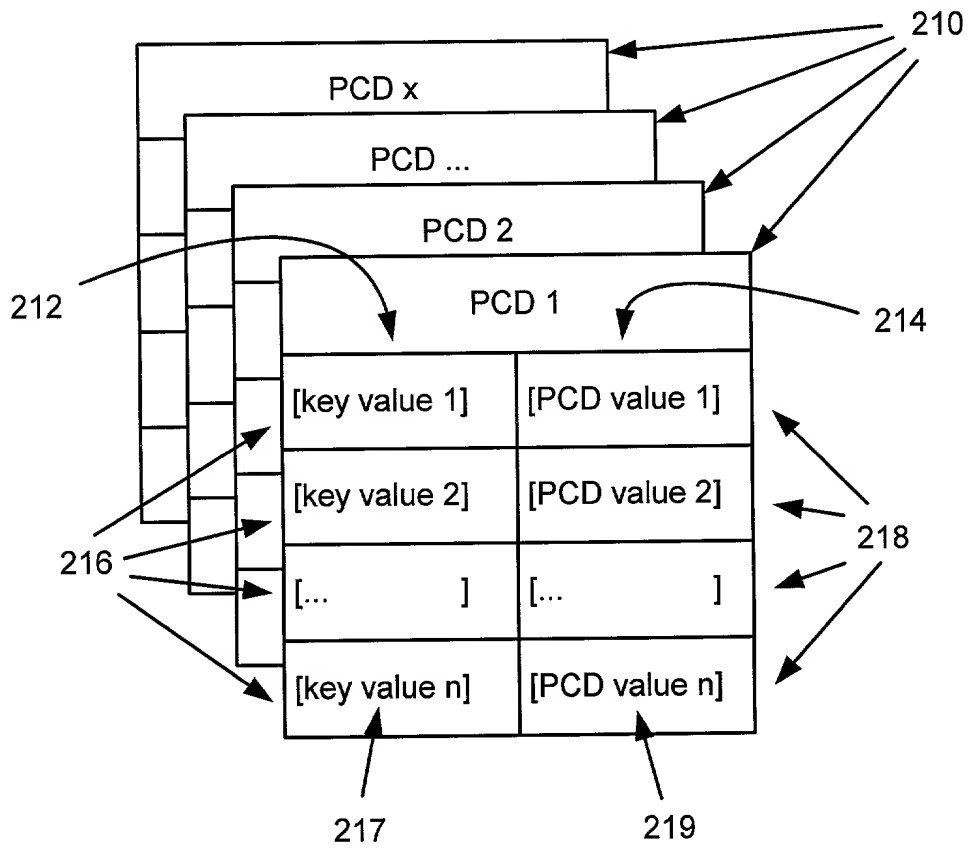 210
PCD x
PCD ...
PCD 2
212
PCD 1
214
[key value 1] [PCD value 1]
[key value 2] [PCD value 2]
216
218
[... ] [... ]
[key value n] [PCD value n]
217
219